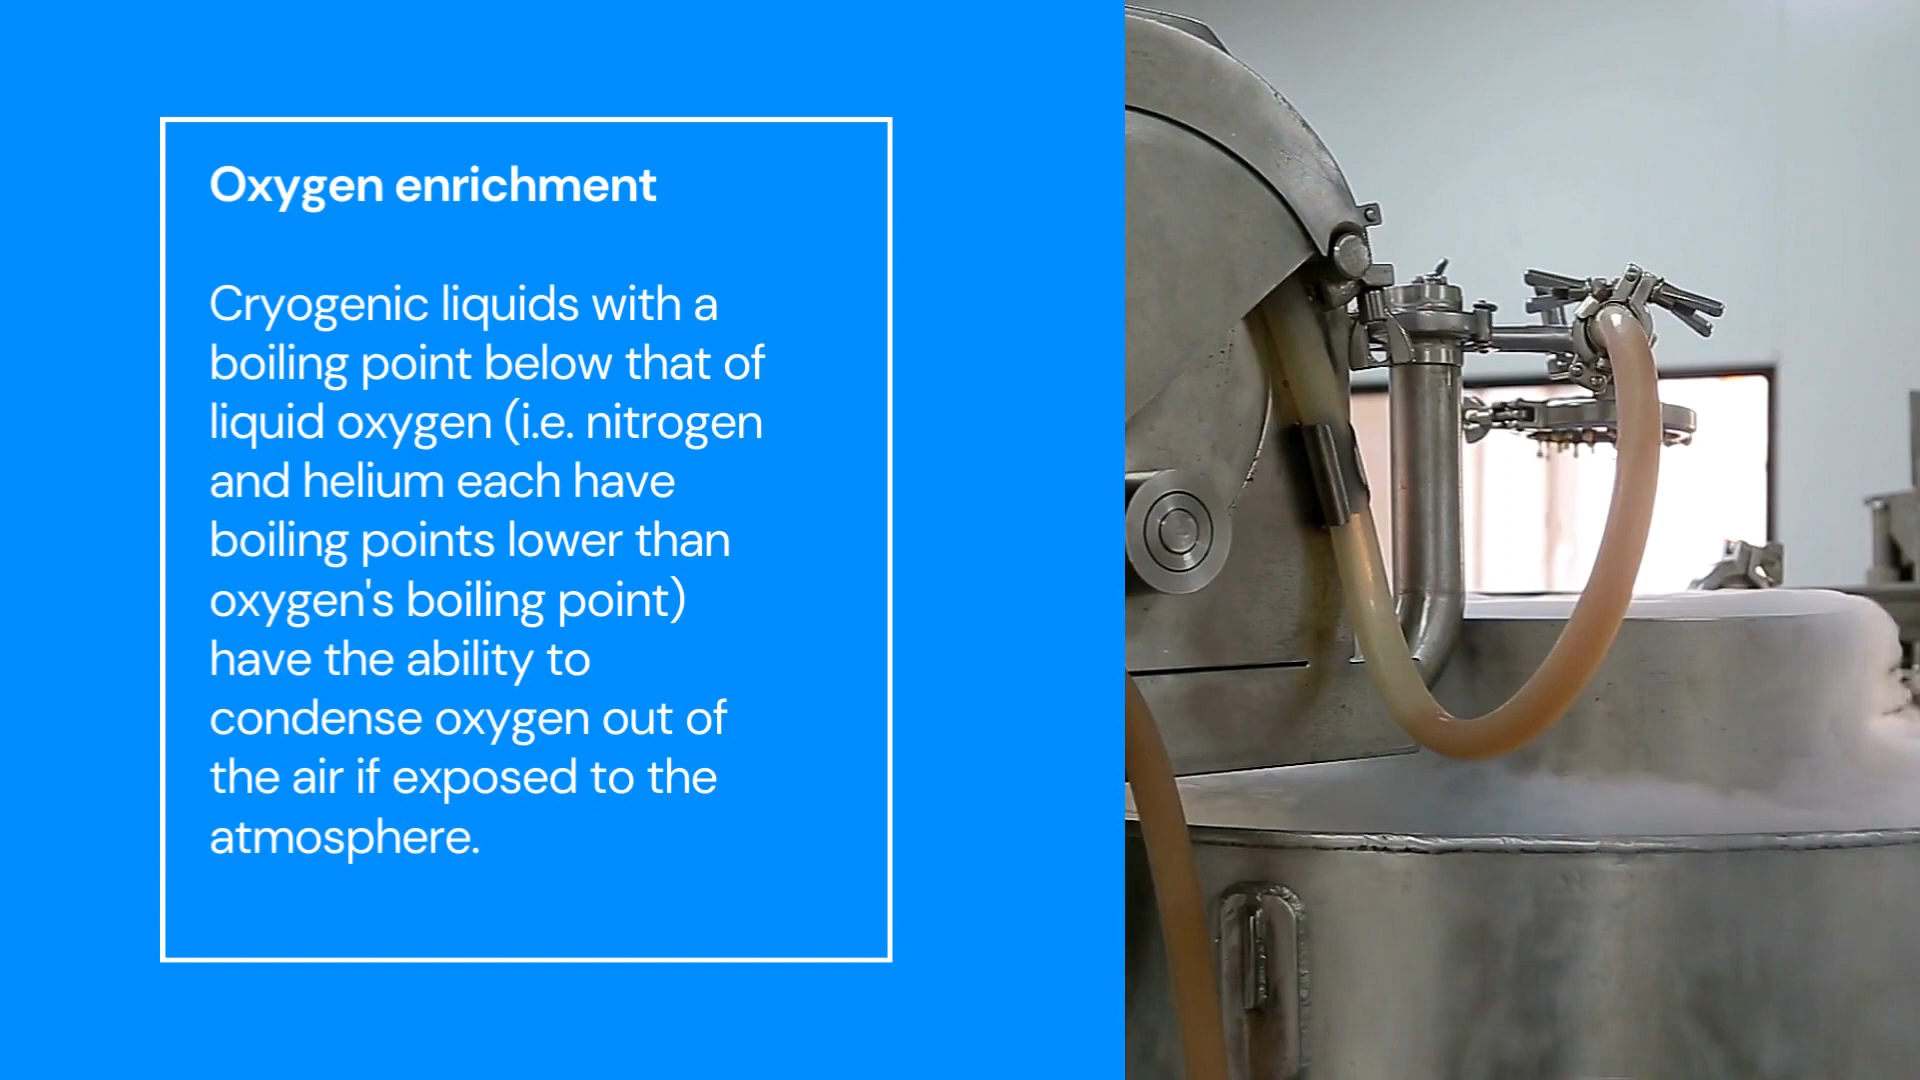 Oxygen enrichment
Cryogenic liquids with a
boiling point below that of
liquid oxygen (i.e. nitrogen
and helium each have
boiling points lower than
oxygen's boiling point)
have the ability to
condense oxygen out of
the air if exposed to the
atmosphere.